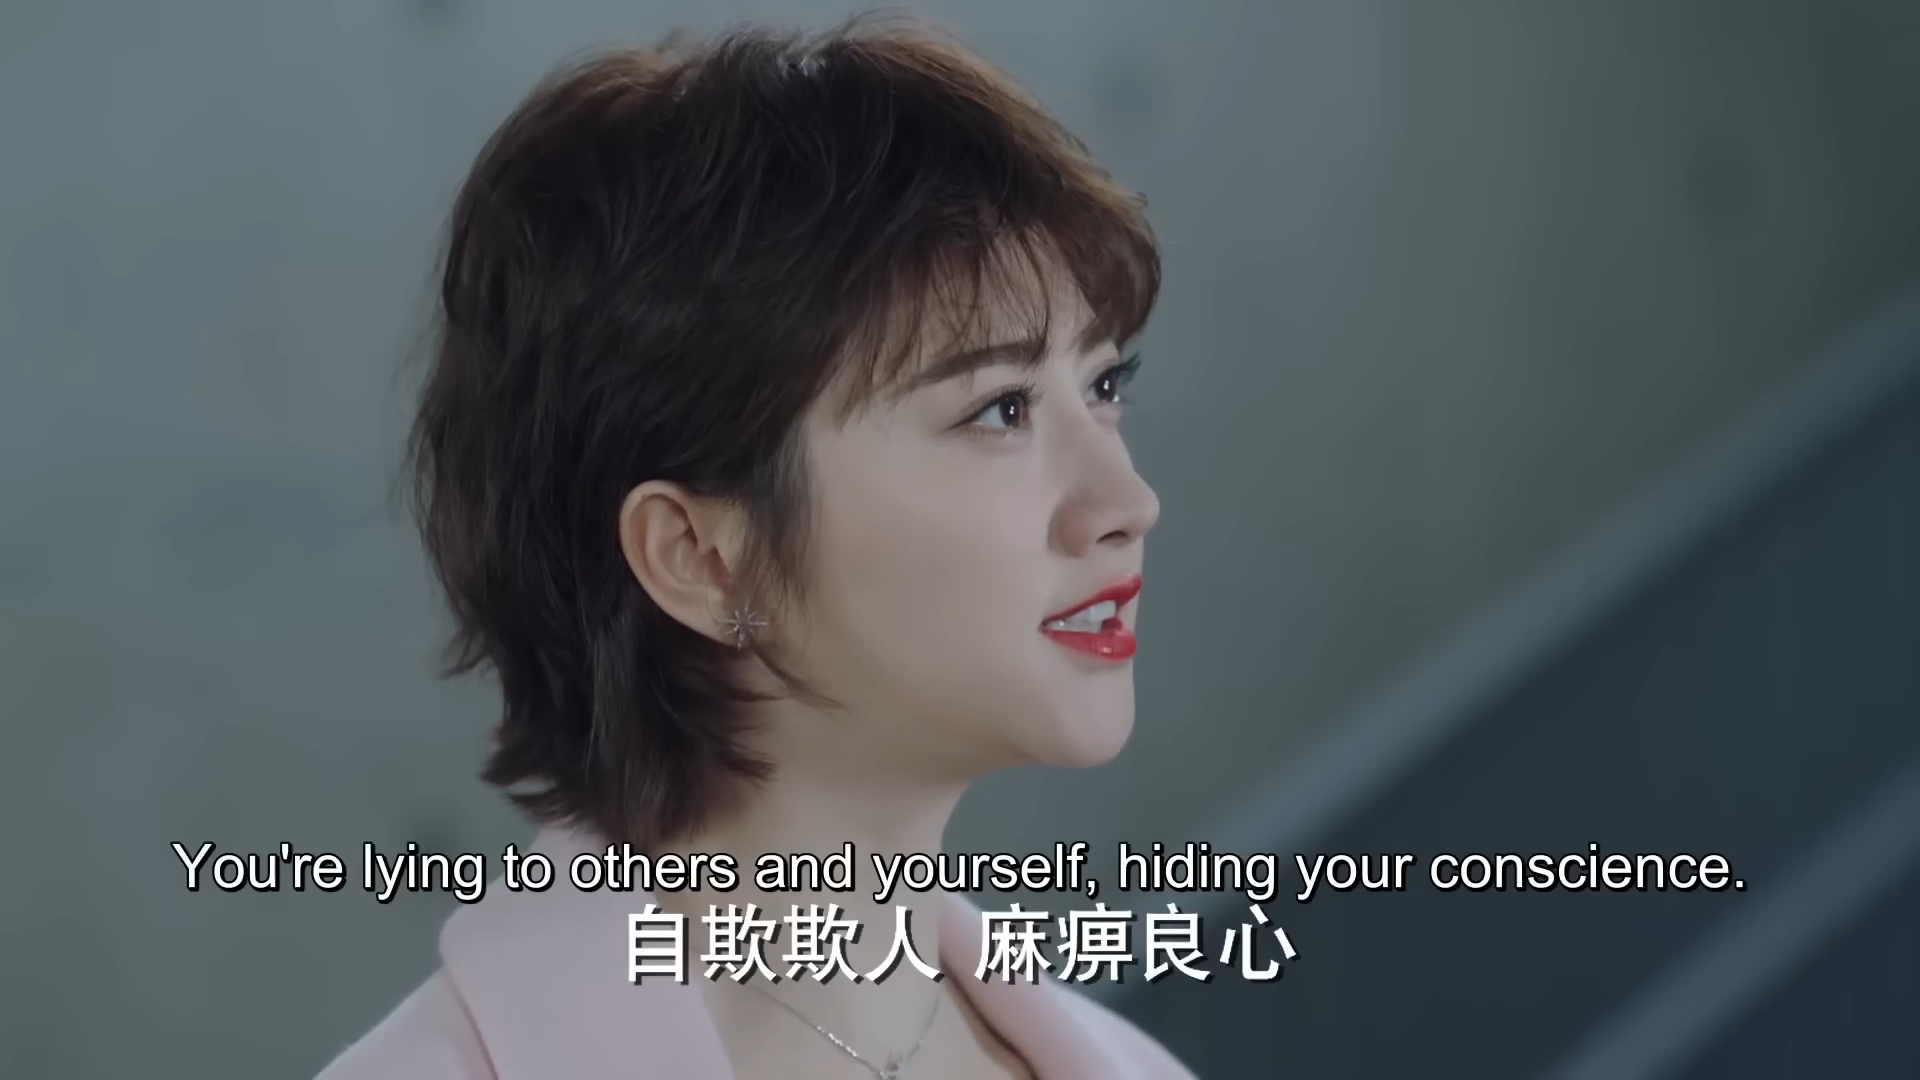 You're lying to others and yourself, hiding your conscience.
自欺欺人 麻痹良心